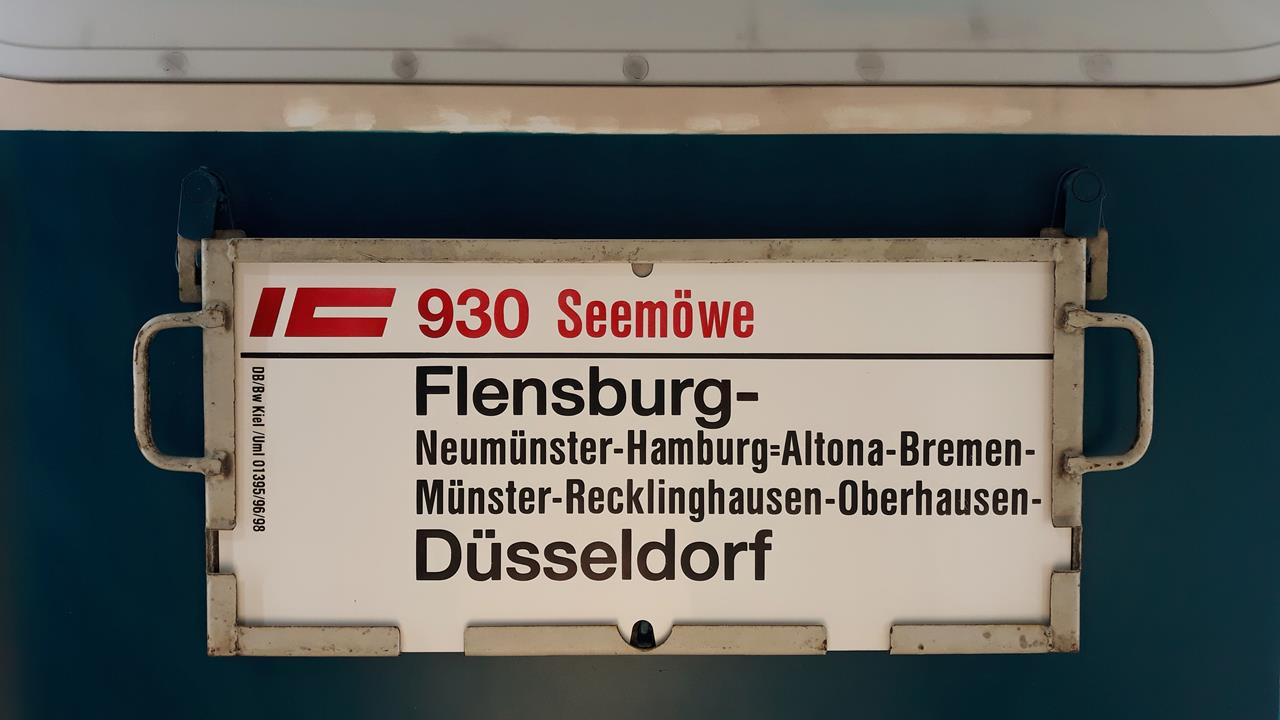 IC 930 Seemöwe
Flensburg-
Neumünster-Hamburg=Altona-Bremen-
Münster-Recklinghausen-Oberhausen-
Düsseldorf
DB/Bw Kiel /Uml 01395/96/98